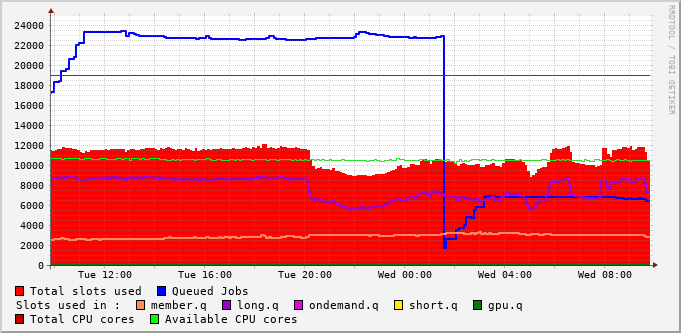 RRDTOOL / TOBI OETIKER
24000
22000
20000
18000
16000
14000
12000
10000
8000
6000
4000
2000
0
Tue 12:00 Tue 16:00 Tue 20:00 Wed 00:00 Wed 04:00 Wed 08:00
Total slots used Queued Jobs
Slots used in : member.q long.q ondemand.q short.q gpu.q
Total CPU cores Available CPU cores